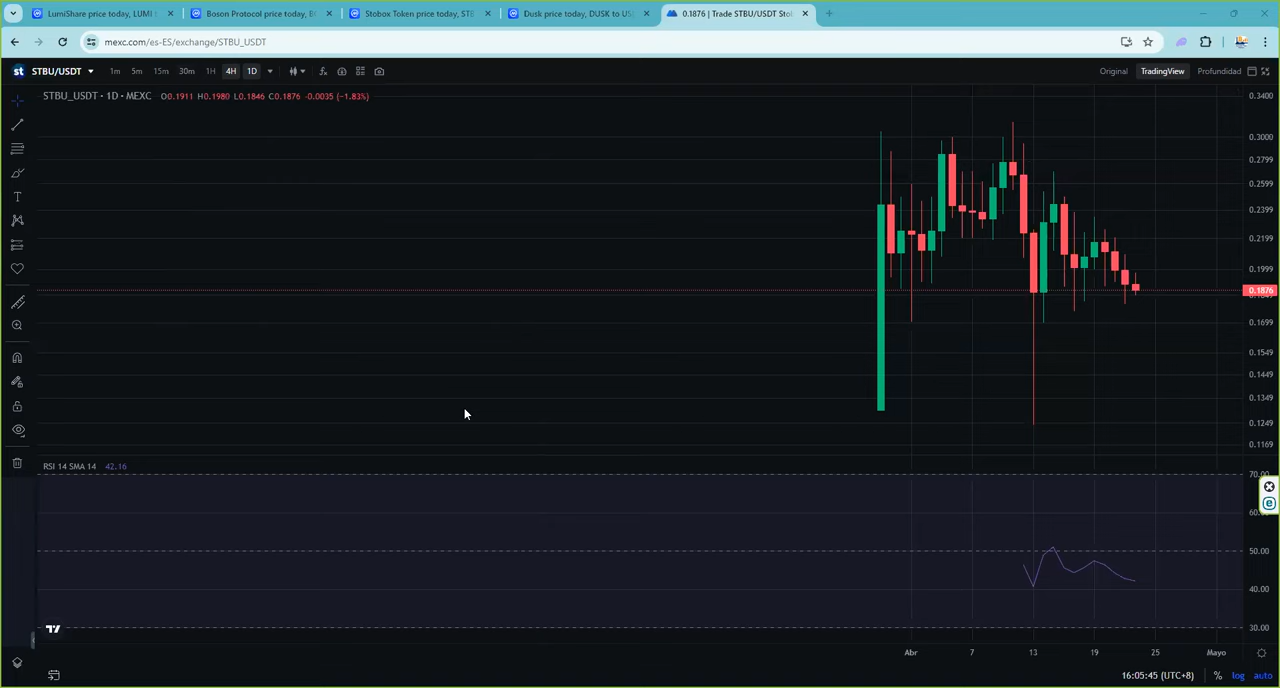 LumiShare price today, LUMI t
Boson Protocol price today, BO
Stobox Token price today, STB
Dusk price today, DUSK to US
0.1876 | Trade STBU/USDT Stol
mexc.com/es-ES/exchange/STBU_USDT
st STBU/USDT 1m 5m 15m 30m 1H 4H 1D Original TradingView Profundidad
STBU_USDT · 1D · MEXC O0.1911 H0.1980 L0.1846 C0.1876 -0.0035 (−1.83%)
0.3400
0.3000
0.2799
0.2599
0.2399
0.2199
0.1999
0.1876
0.1849
0.1699
0.1549
0.1449
0.1349
0.1249
0.1169
RSI 14 SMA 14 42.16
70.00
60.00
50.00
40.00
30.00
Abr 7 13 19 25 Mayo
16:05:45 (UTC+8) % log auto